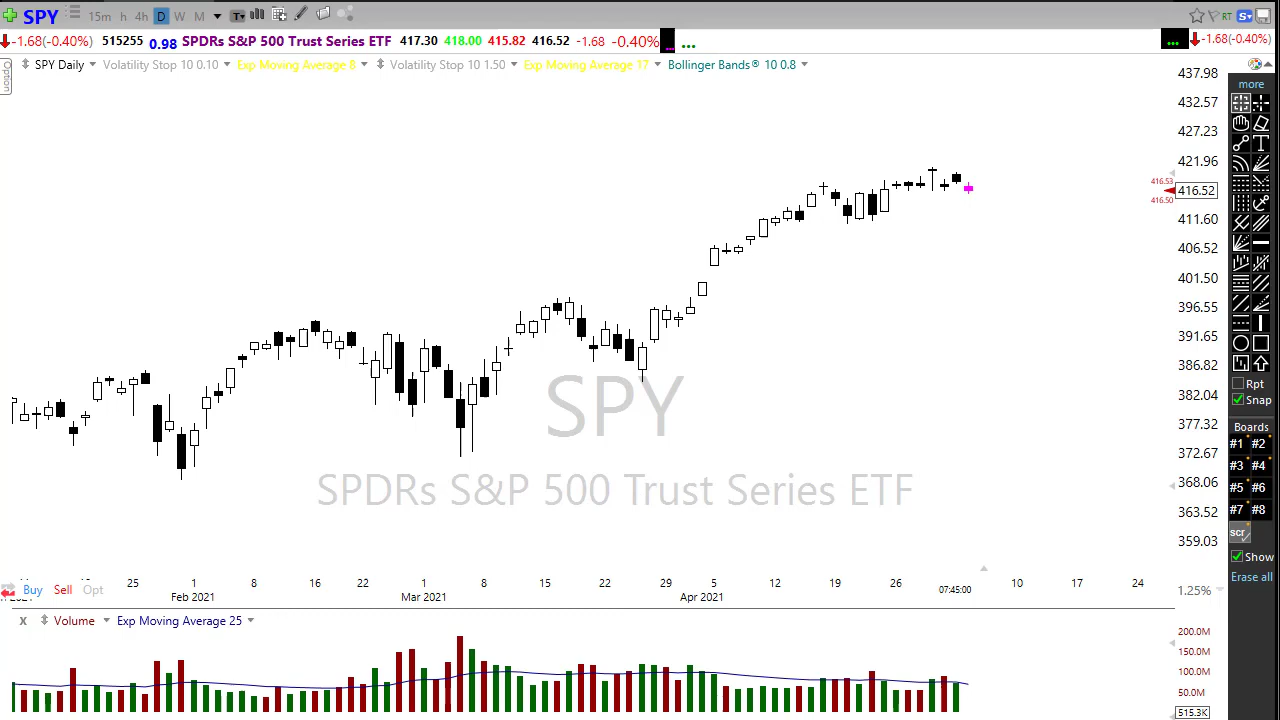 SPY 15m h 4h D W M T RT S
-1.68(-0.40%) 515255 0.98 SPDRs S&P 500 Trust Series ETF 417.30 418.00 415.82 416.52 -1.68 -0.40% ... ... -1.68(-0.40%)
Option
SPY Daily Volatility Stop 10 0.10 Exp Moving Average 8 Volatility Stop 10 1.50 Exp Moving Average 17 Bollinger Bands® 10 0.8
437.98
432.57
427.23
421.96
416.53
416.52
416.50
411.60
406.52
401.50
396.55
391.65
386.82
382.04
377.32
372.67
368.06
363.52
359.03
SPY
SPDRs S&P 500 Trust Series ETF
more
Rpt
Snap
Boards
#1 #2
#3 #4
#5 #6
#7 #8
scr
Show
Erase all
25 1 8 16 22 1 8 15 22 29 5 12 19 26 10 17 24
Buy Sell Opt
07:45:00
1.25%
Feb 2021 Mar 2021 Apr 2021
X Volume Exp Moving Average 25
200.0M
150.0M
100.0M
50.0M
515.3K